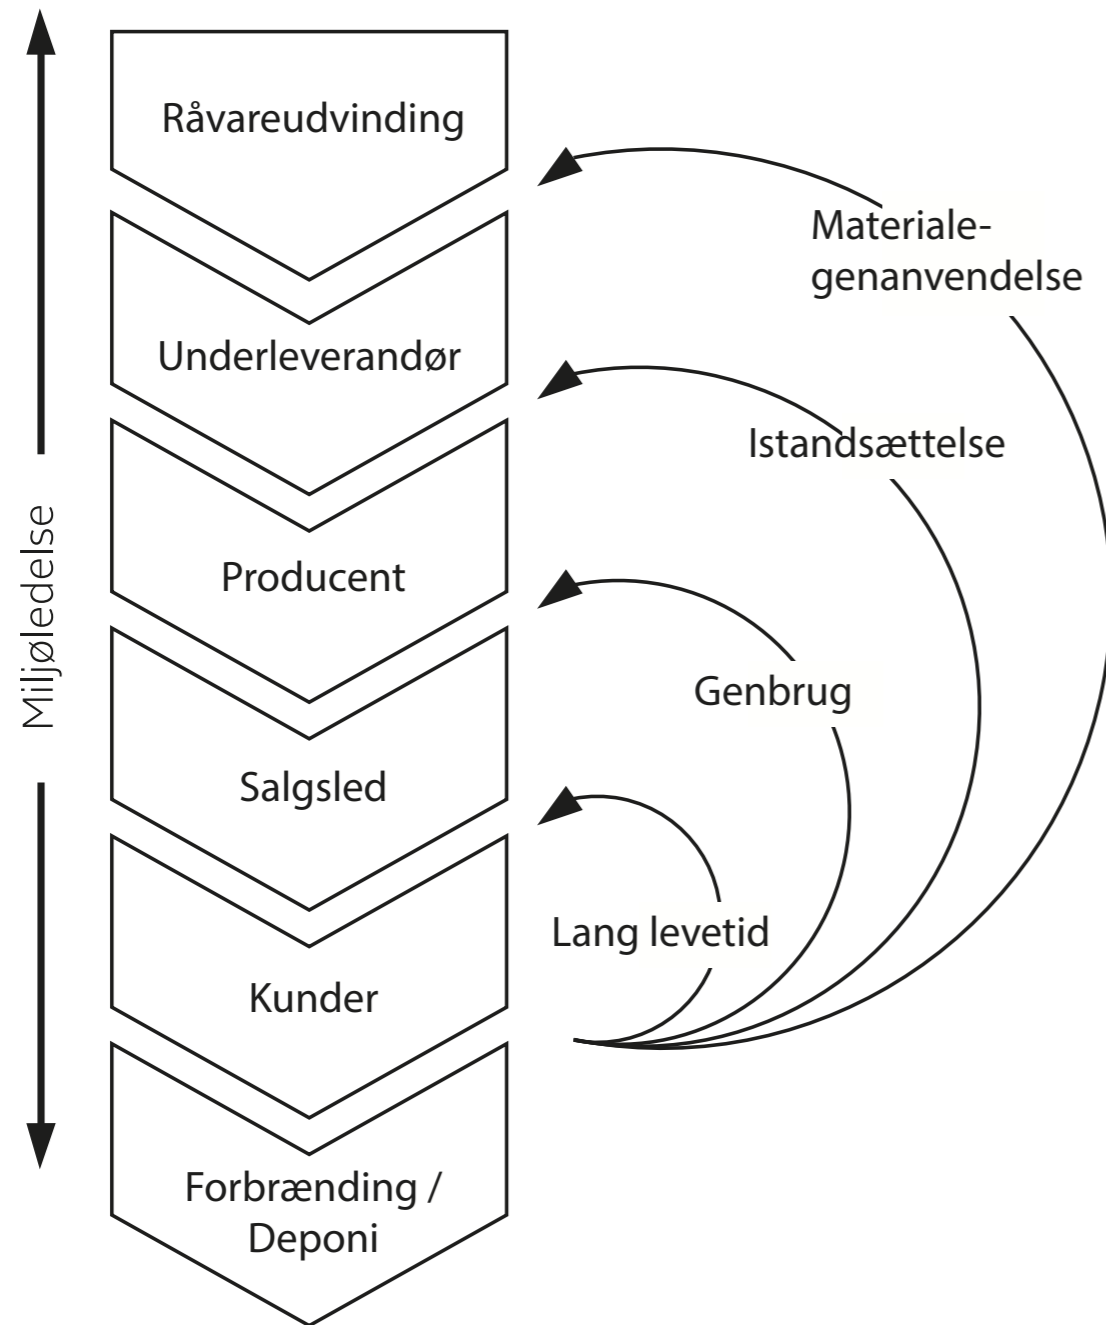 Råvareudvinding
Underleverandør
Producent
Salgsled
Kunder
Forbrænding /
Deponi
Miljøledelse
Materiale-
genanvendelse
Istandsættelse
Genbrug
Lang levetid